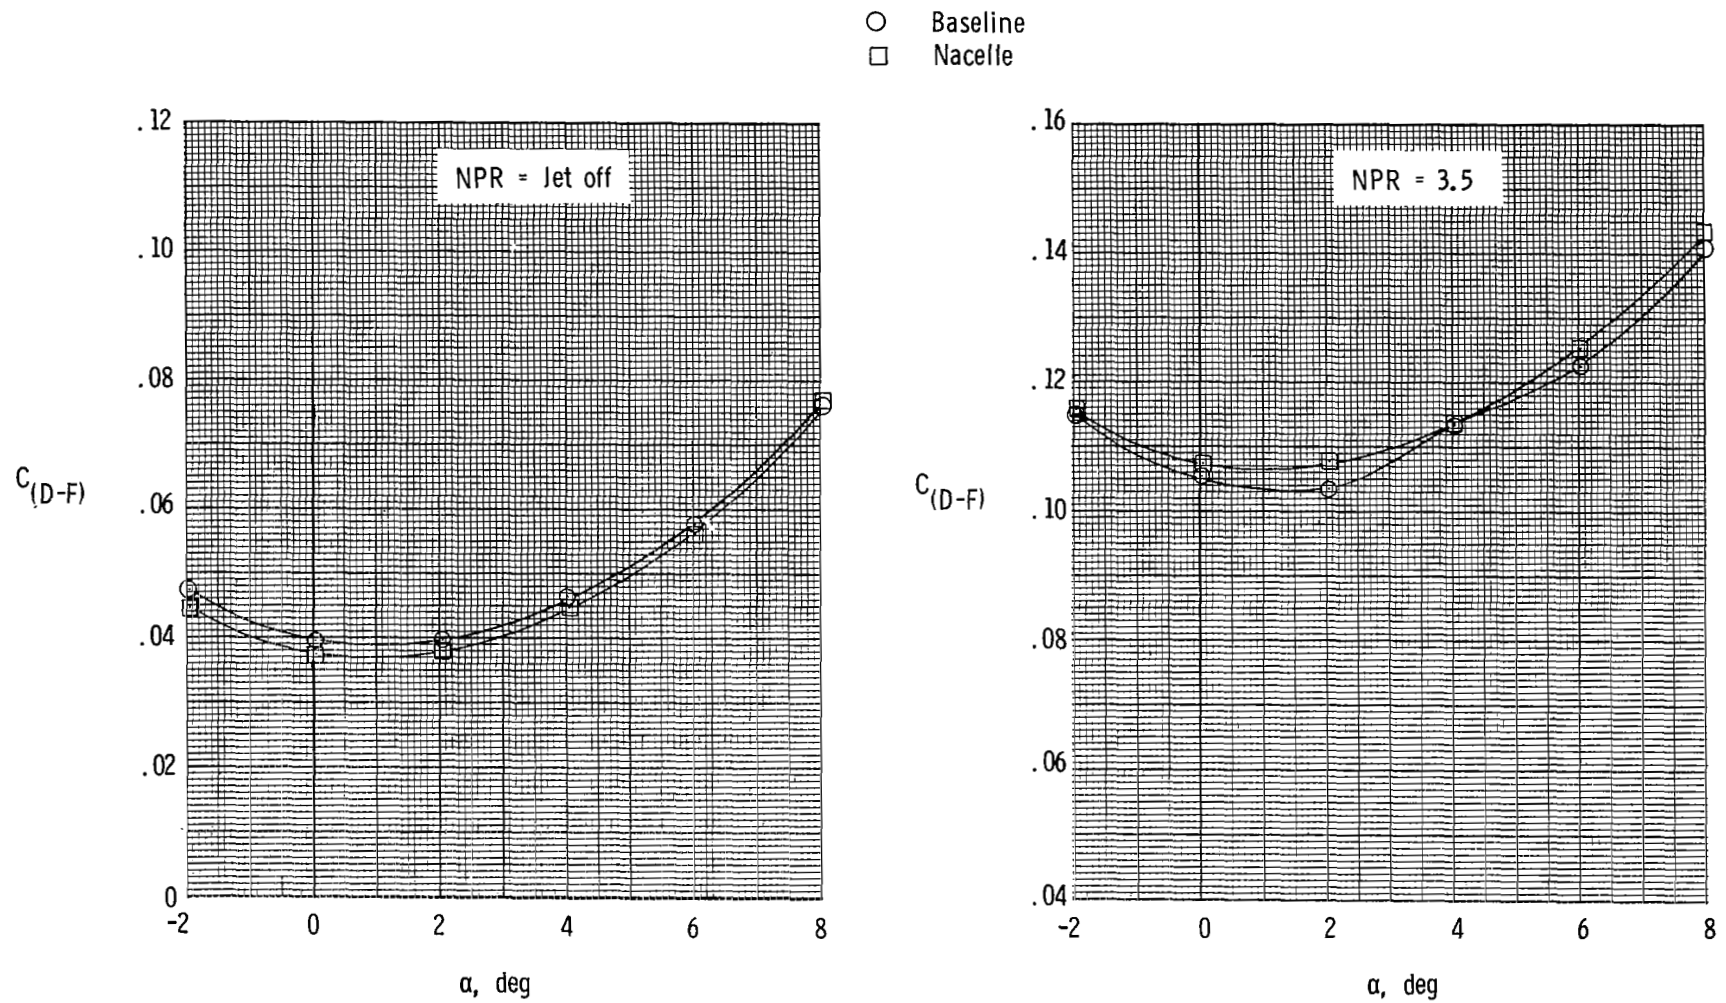 Baseline
Nacelle
NPR = Jet off
.12
.10
.08
.06
.04
.02
0
C(D-F)
-2 0 2 4 6 8
α, deg
NPR = 3.5
.16
.14
.12
.10
.08
.06
.04
C(D-F)
-2 0 2 4 6 8
α, deg